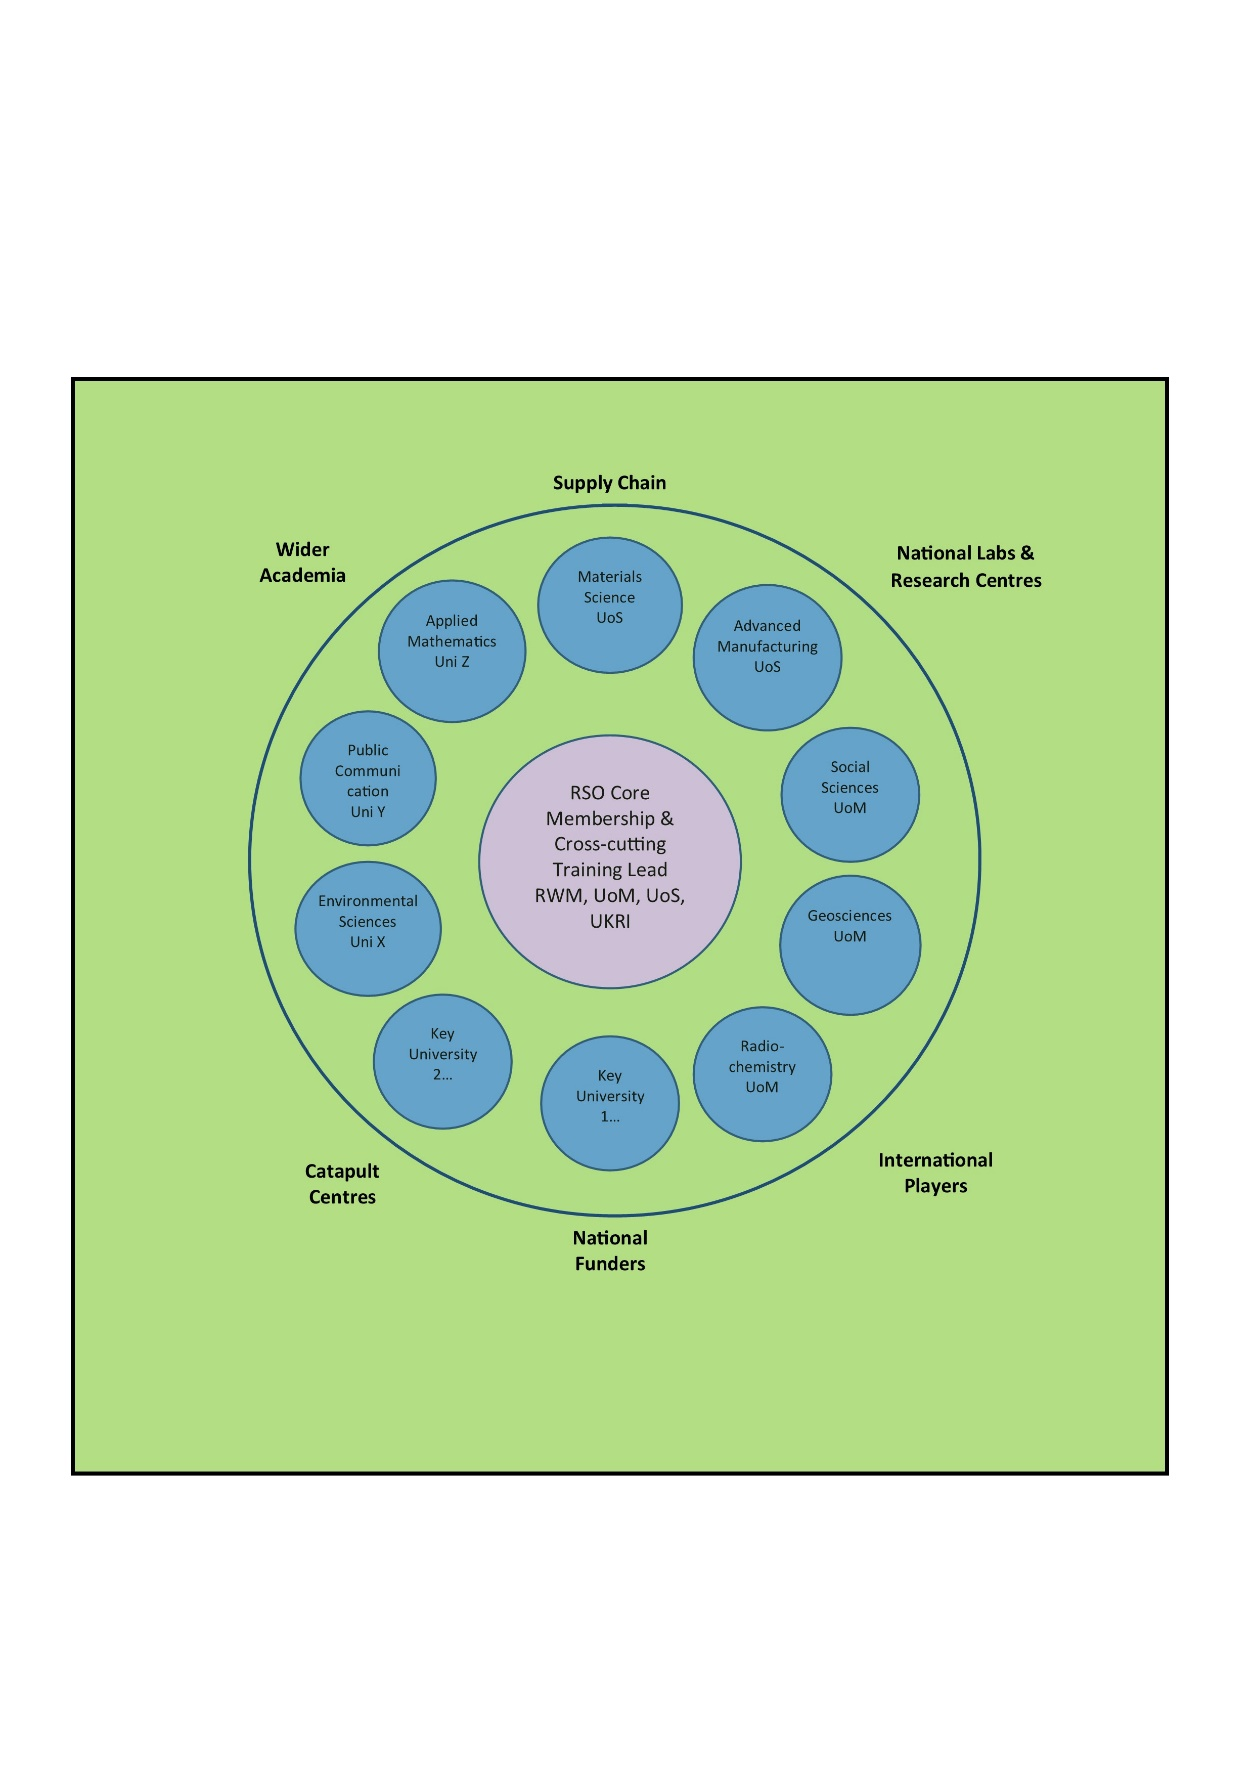 Supply Chain
Wider
Academia
National Labs &
Research Centres
Materials
Science
UoS
Applied
Mathematics
Uni Z
Advanced
Manufacturing
UoS
Public
Communi
cation
Uni Y
Social
Sciences
UoM
RSO Core
Membership &
Cross-cutting
Training Lead
RWM, UoM, UoS,
UKRI
Environmental
Sciences
Uni X
Geosciences
UoM
Key
University
2...
Key
University
1...
Radio-
chemistry
UoM
Catapult
Centres
International
Players
National
Funders